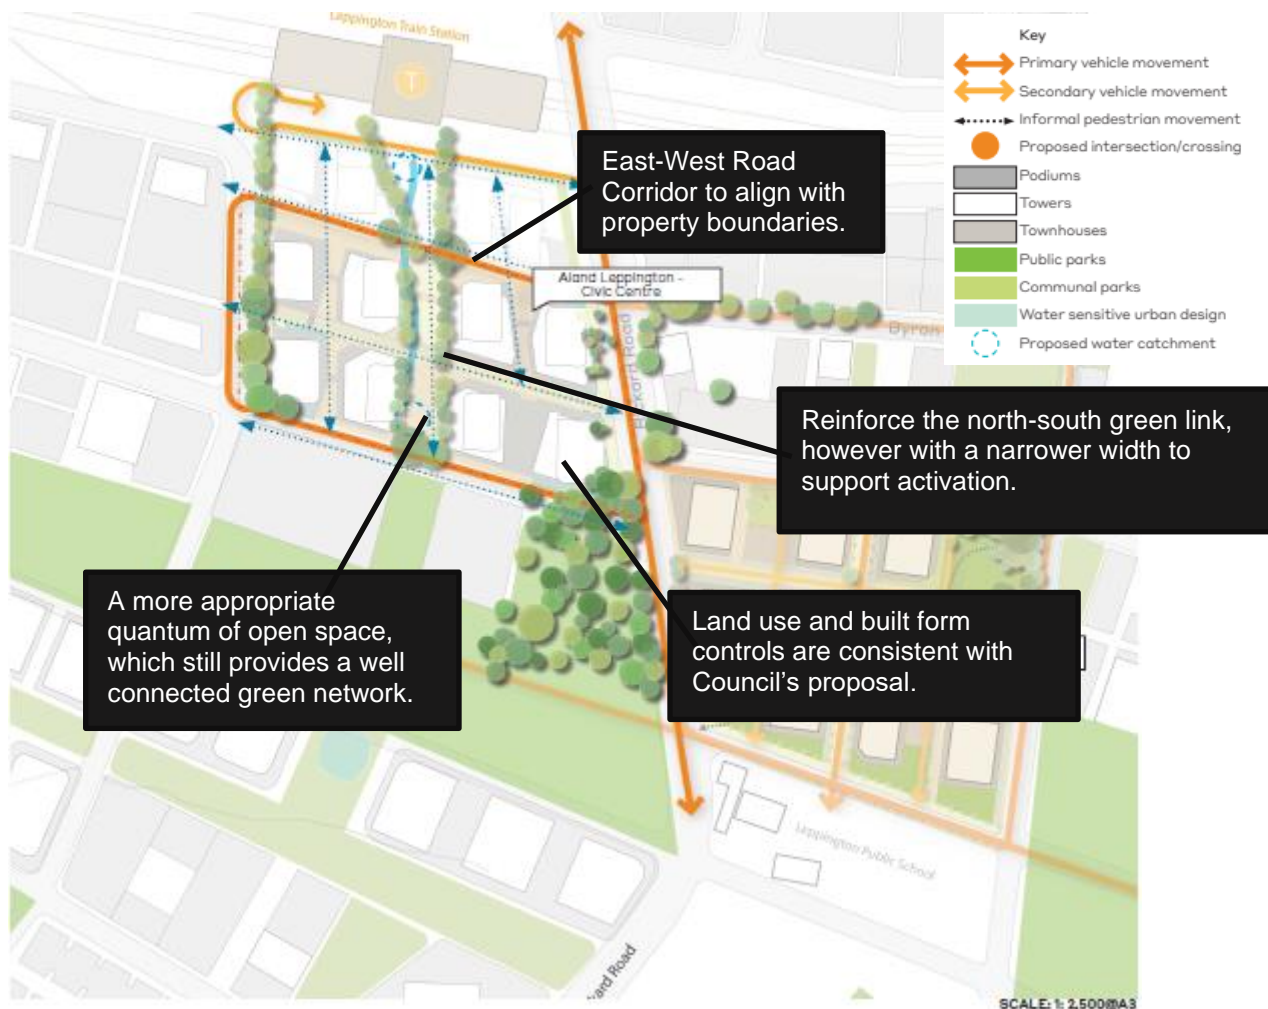 Leppington Train Station
T
Key
Primary vehicle movement
Secondary vehicle movement
Informal pedestrian movement
Proposed intersection/crossing
Podiums
Towers
Townhouses
Public parks
Communal parks
Water sensitive urban design
Proposed water catchment
East-West Road
Corridor to align with
property boundaries.
Aland Leppington -
Civic Centre
Byron
Rickard Road
Reinforce the north-south green link,
however with a narrower width to
support activation.
A more appropriate
quantum of open space,
which still provides a well
connected green network.
Land use and built form
controls are consistent with
Council's proposal.
Leppington Public School
kard Road
SCALE: 1: 2,500@A3